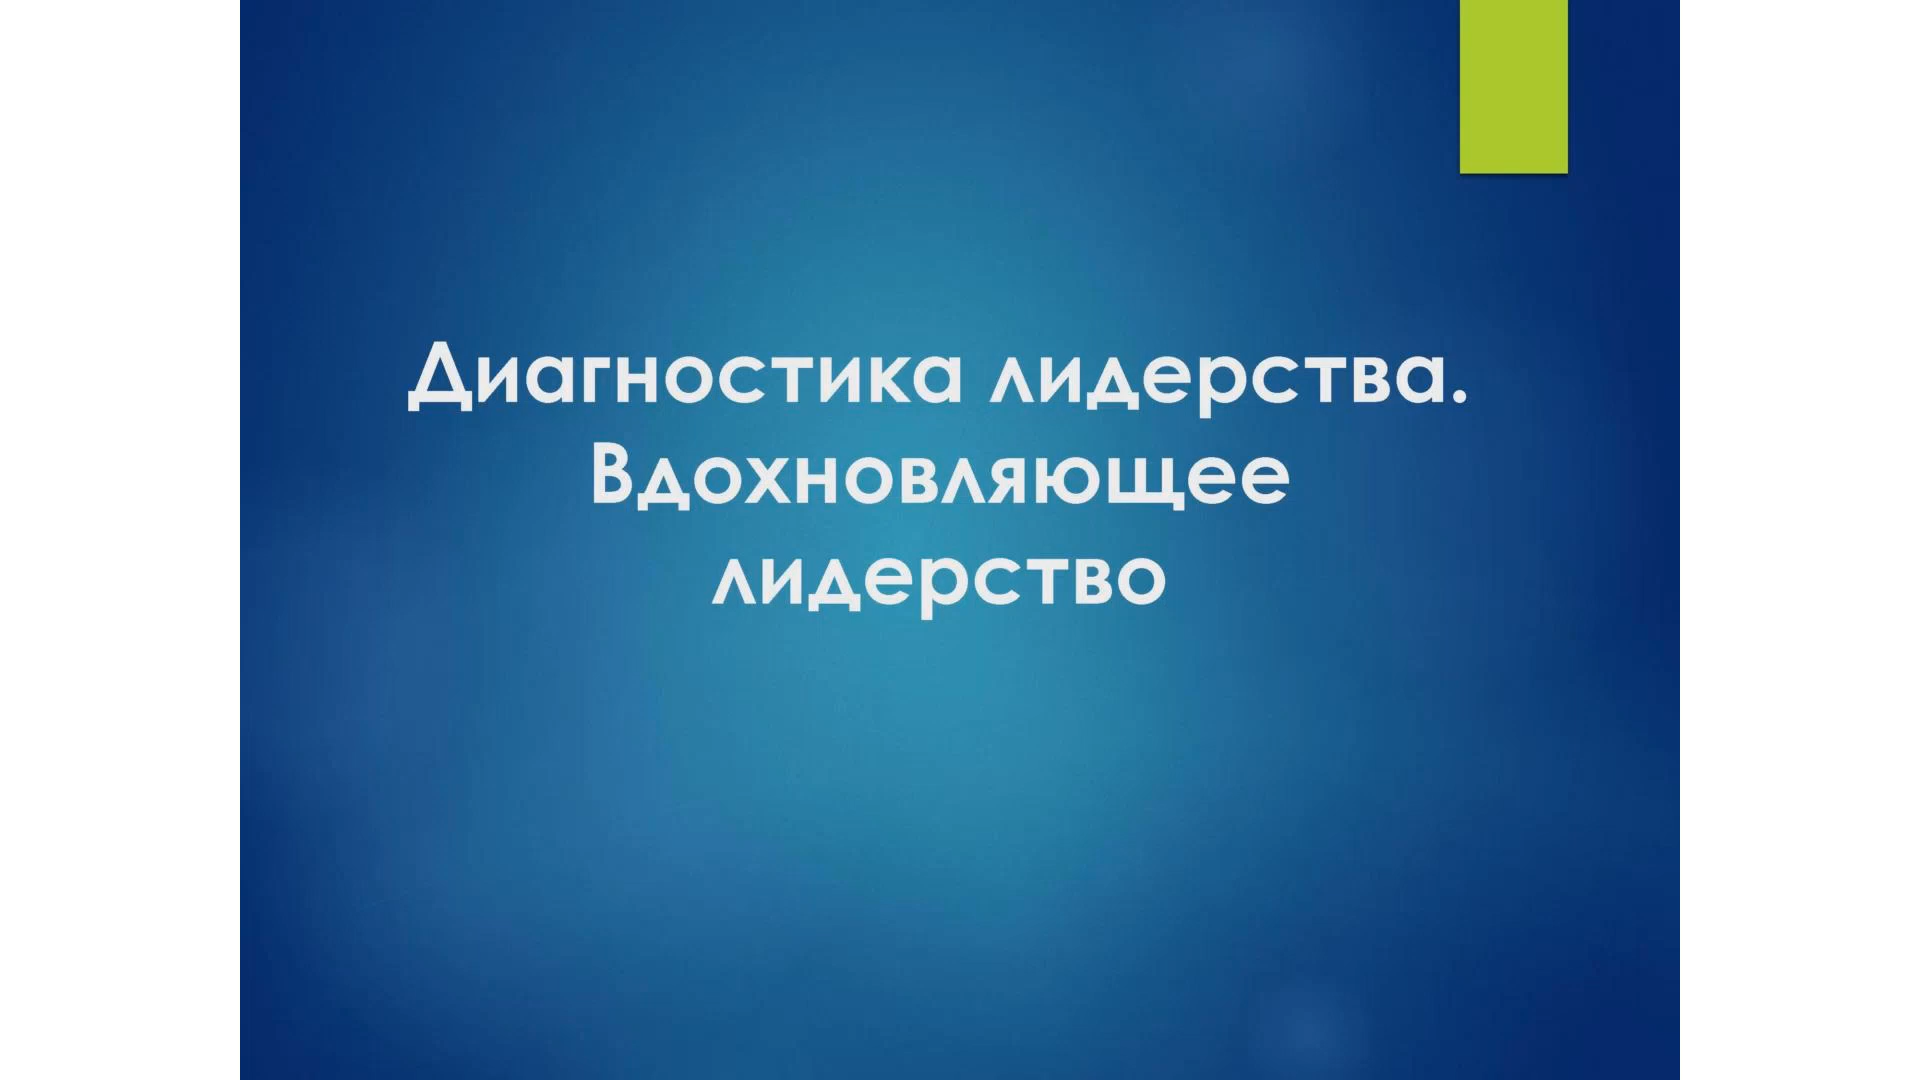 Диагностика лидерства.
Вдохновляющее
лидерство